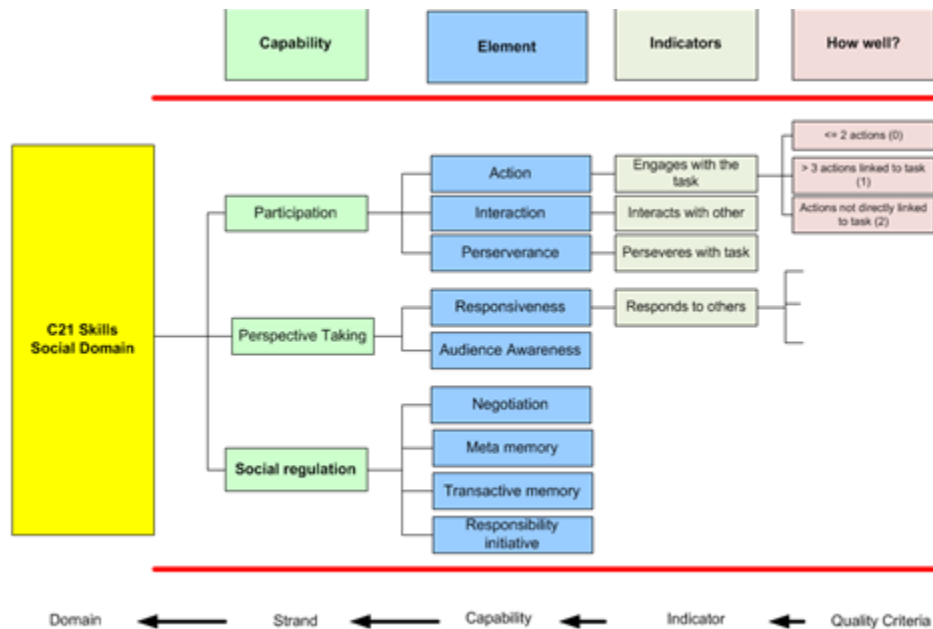 Capability
Element
Indicators
How well?
<= 2 actions (0)
Action
Engages with the
task
> 3 actions linked to task
(1)
Participation
Interaction
Interacts with other
Actions not directly linked
to task (2)
Perserverance
Perseveres with task
C21 Skills
Social Domain
Perspective Taking
Responsiveness
Responds to others
Audience Awareness
Social regulation
Negotiation
Meta memory
Transactive memory
Responsibility
initiative
Domain
Strand
Capability
Indicator
Quality Criteria